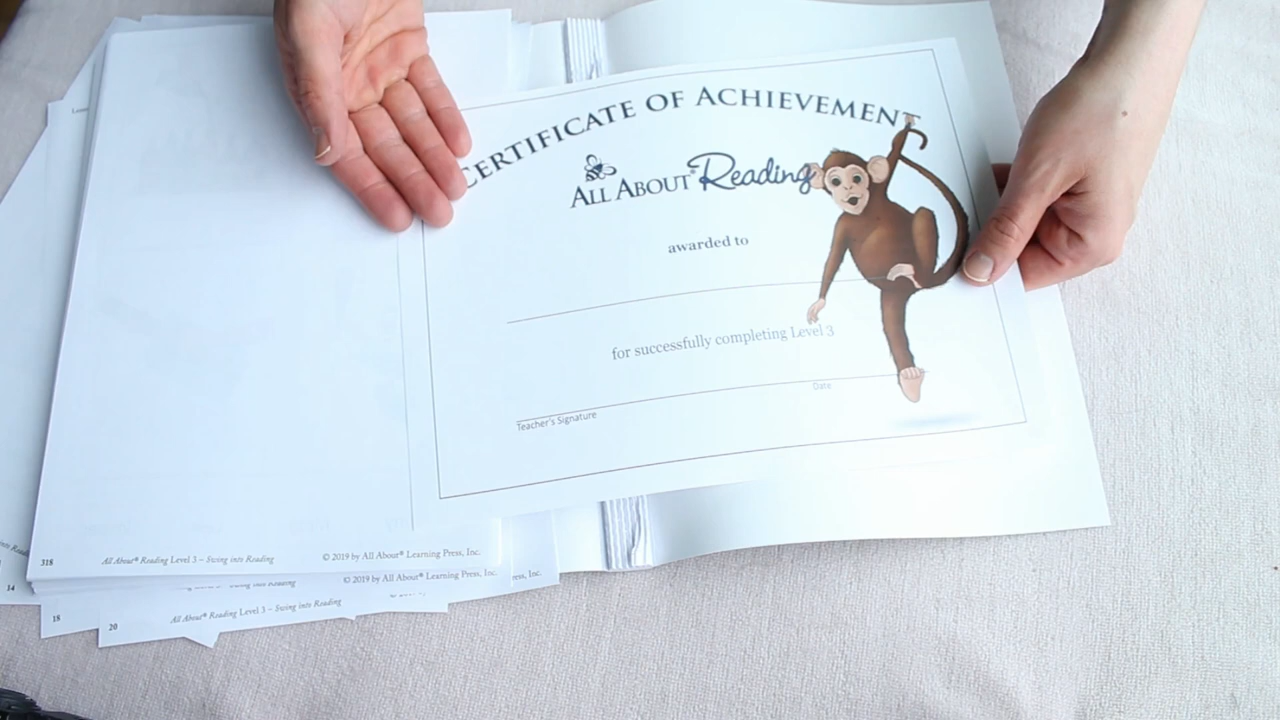 CERTIFICATE OF ACHIEVEMENT
ALL ABOUT® Reading
awarded to
for successfully completing Level 3
Date
Teacher's Signature
318 All About® Reading Level 3 – Swing into Reading © 2019 by All About® Learning Press, Inc.
14
© 2019 by All About® Learning Press, Inc.
ress, Inc.
18
20 All About® Reading Level 3 – Swing into Reading